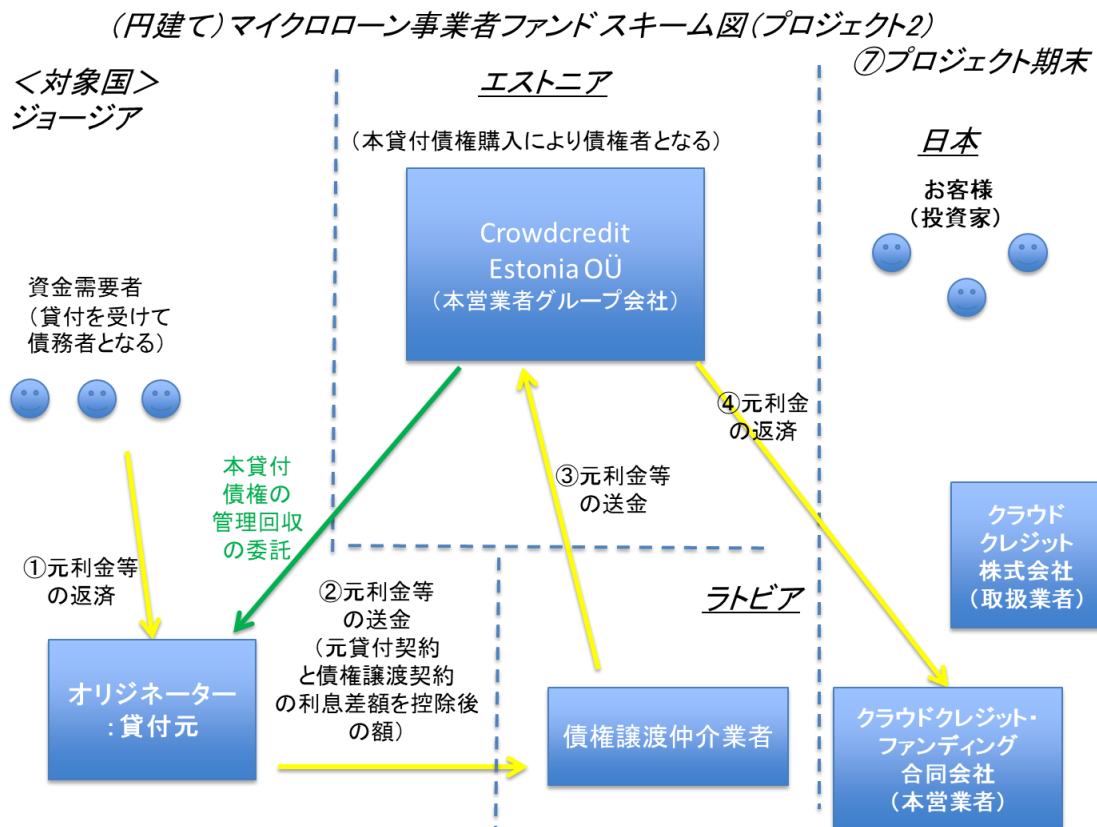 (円建て)マイクロローン事業者ファンド スキーム図(プロジェクト2)
⑦プロジェクト期末
<対象国>
ジョージア
エストニア
(本貸付債権購入により債権者となる)
Crowdcredit
Estonia OÜ
(本営業者グループ会社)
日本
お客様
(投資家)
資金需要者
(貸付を受けて
債務者となる)
①元利金等
の返済
本貸付
債権の
管理回収
の委託
②元利金等
の送金
(元貸付契約
と債権譲渡契約
の利息差額を控除後
の額)
③元利金等
の送金
④元利金
の返済
オリジネーター
:貸付元
ラトビア
債権譲渡仲介業者
クラウド
クレジット
株式会社
(取扱業者)
クラウドクレジット・
ファンディング
合同会社
(本営業者)